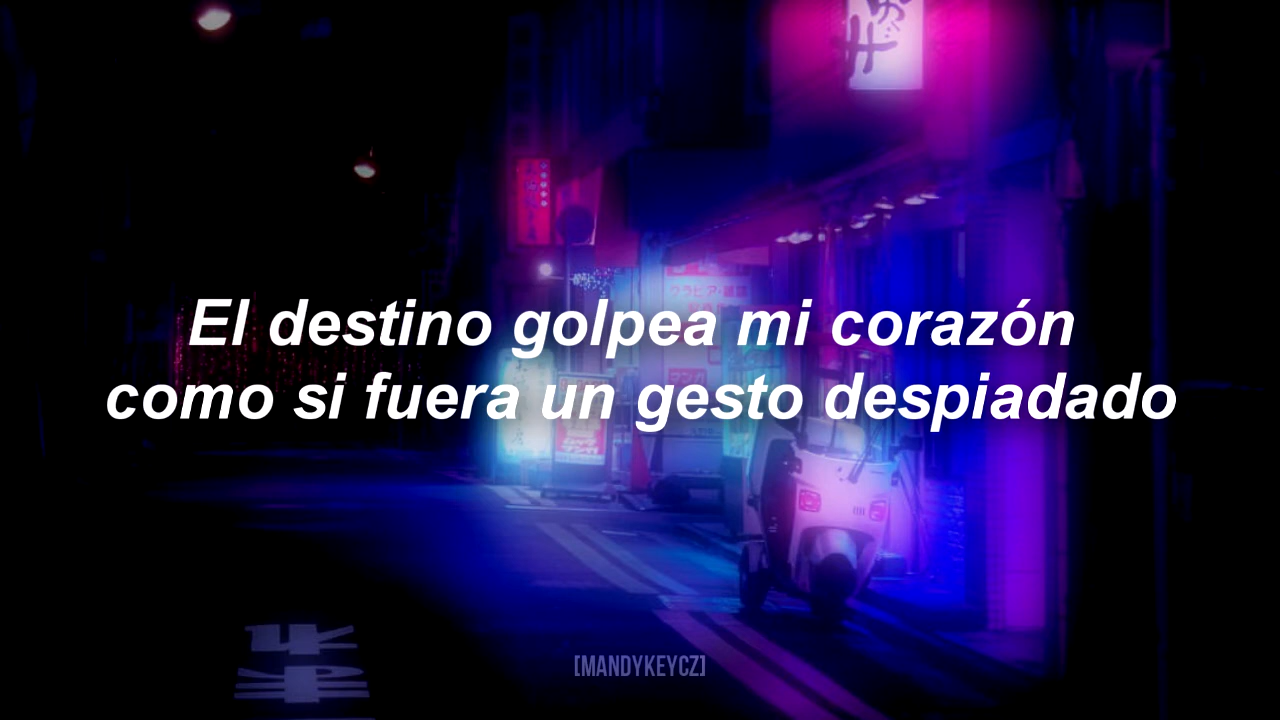 El destino golpea mi corazón
como si fuera un gesto despiadado
[MANDYKEYCZ]